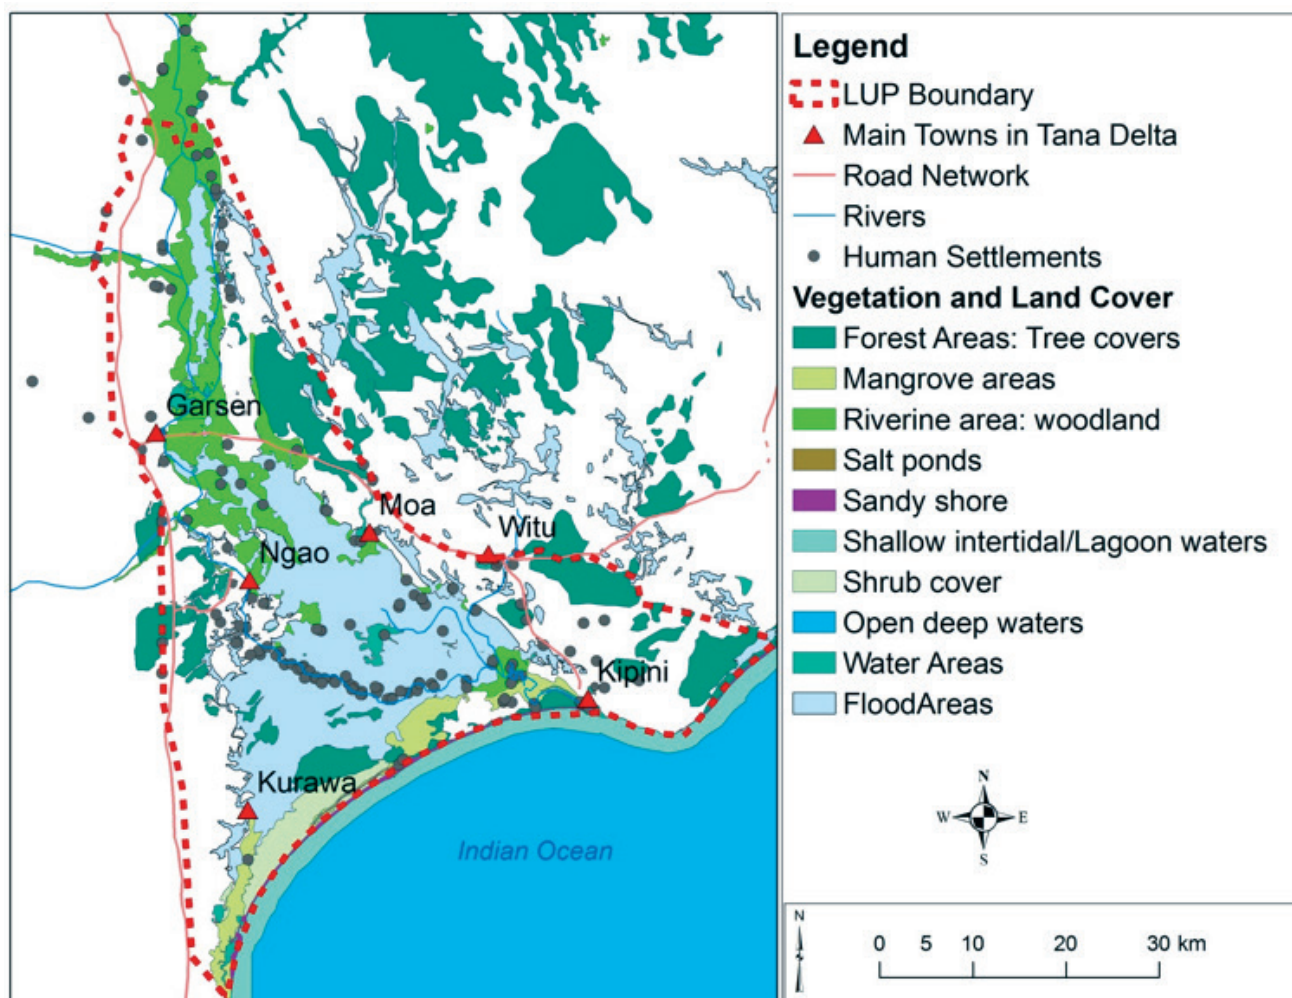 Garsen
Moa
Witu
Ngao
Kipini
Kurawa
Indian Ocean
Legend
LUP Boundary
Main Towns in Tana Delta
Road Network
Rivers
Human Settlements
Vegetation and Land Cover
Forest Areas: Tree covers
Mangrove areas
Riverine area: woodland
Salt ponds
Sandy shore
Shallow intertidal/Lagoon waters
Shrub cover
Open deep waters
Water Areas
FloodAreas
N
W E
S
N
S
0 5 10 20 30 km